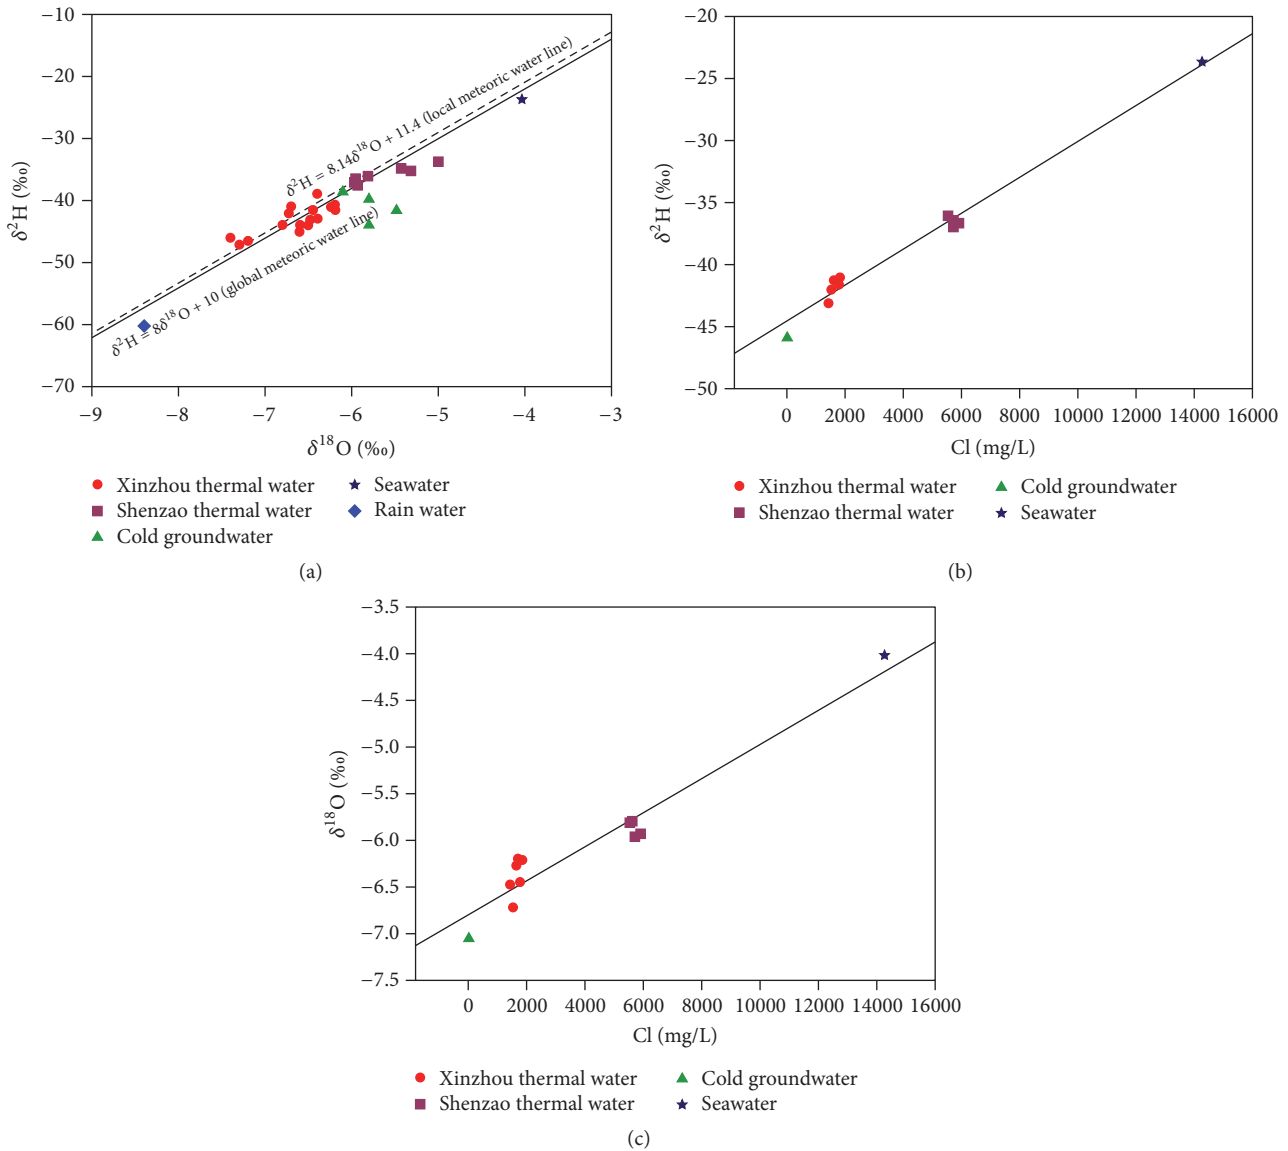 −10
−20
−30
−40
−50
−60
−70
δ²H (‰)
δ²H = 8.14δ¹⁸O + 11.4 (local meteoric water line)
δ²H = 8δ¹⁸O + 10 (global meteoric water line)
−9 −8 −7 −6 −5 −4 −3
δ¹⁸O (‰)
Xinzhou thermal water
Shenzao thermal water
Cold groundwater
Seawater
Rain water
(a)
−20
−25
−30
−35
−40
−45
−50
δ²H (‰)
0 2000 4000 6000 8000 10000 12000 14000 16000
Cl (mg/L)
Xinzhou thermal water
Shenzao thermal water
Cold groundwater
Seawater
(b)
−3.5
−4.0
−4.5
−5.0
−5.5
−6.0
−6.5
−7.0
−7.5
δ¹⁸O (‰)
0 2000 4000 6000 8000 10000 12000 14000 16000
Cl (mg/L)
Xinzhou thermal water
Shenzao thermal water
Cold groundwater
Seawater
(c)